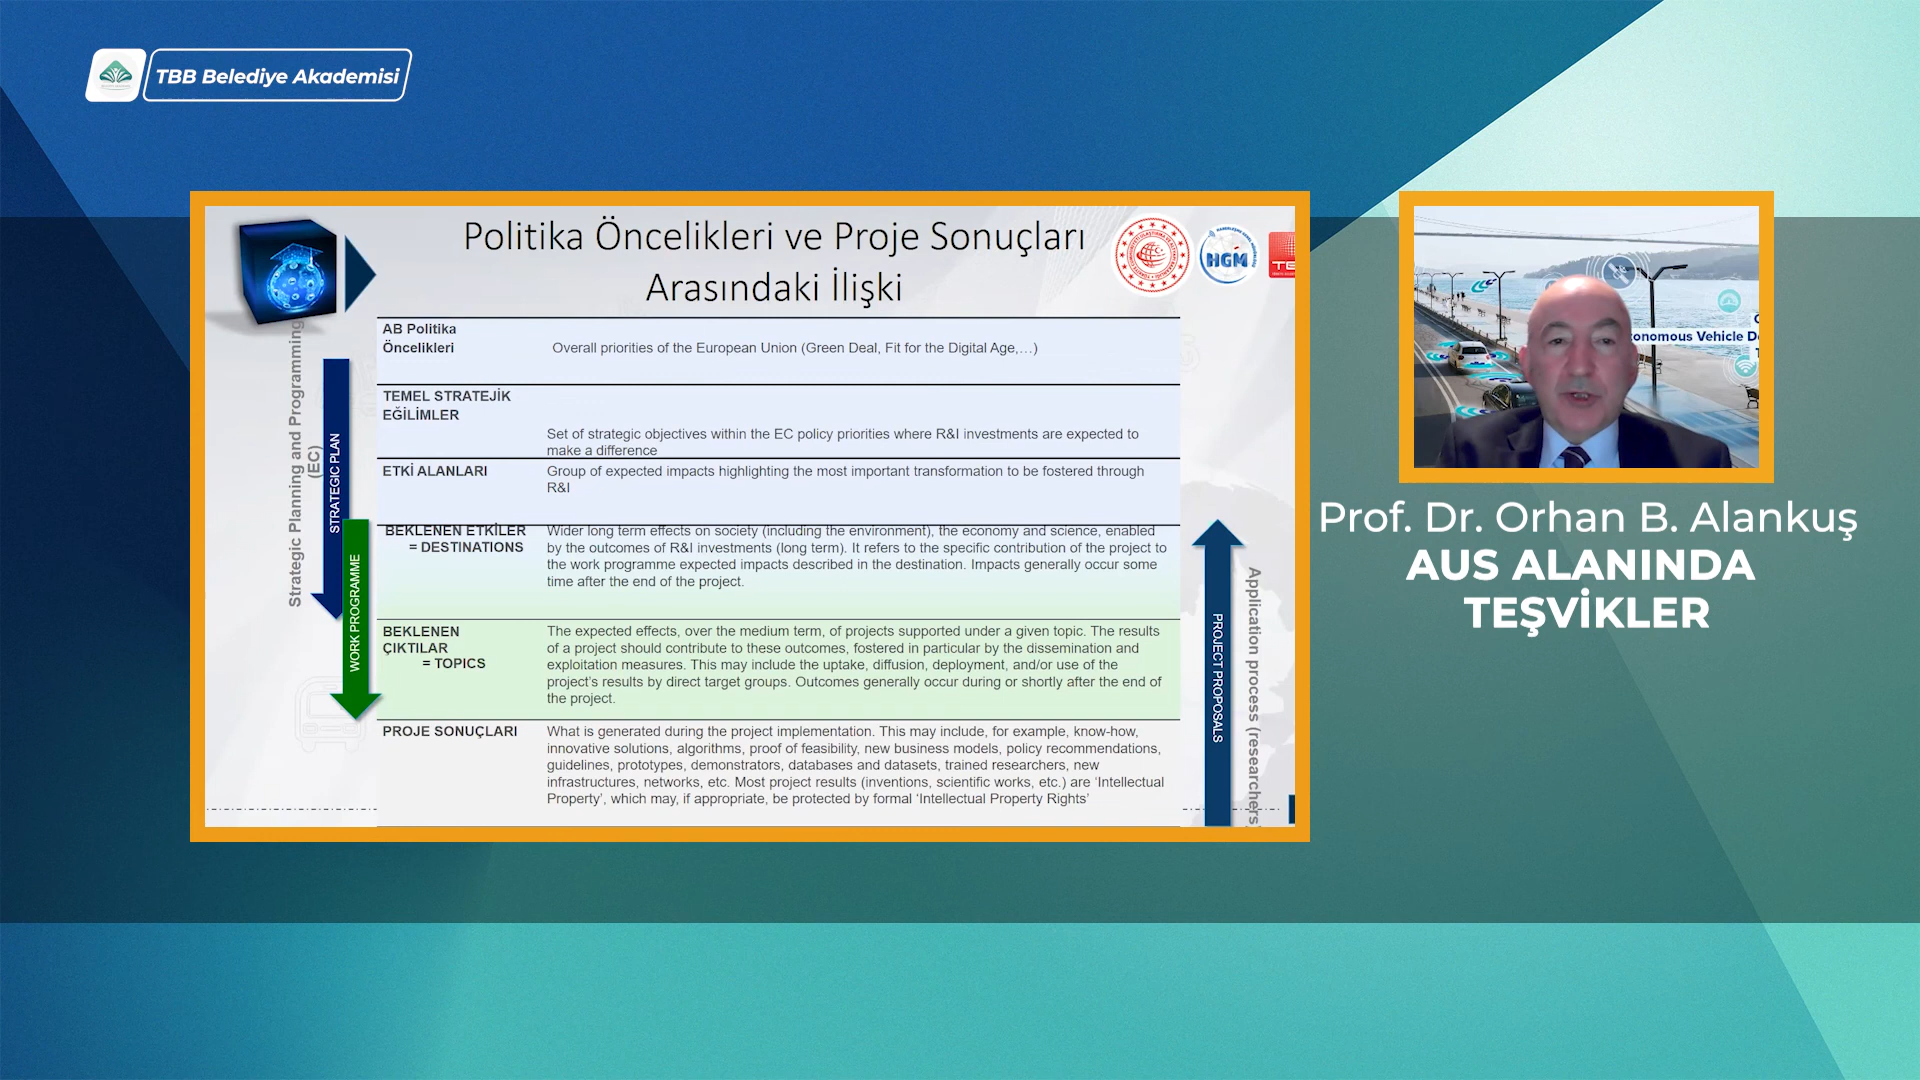 TBB Belediye Akademisi
Politika Öncelikleri ve Proje Sonuçları
Arasındaki İlişki
HGM
Strategic Planning and Programming
(EC)
STRATEGIC PLAN
WORK PROGRAMME
AB Politika
Öncelikleri
Overall priorities of the European Union (Green Deal, Fit for the Digital Age,…)
TEMEL STRATEJİK
EĞİLİMLER
Set of strategic objectives within the EC policy priorities where R&I investments are expected to
make a difference
ETKİ ALANLARI
Group of expected impacts highlighting the most important transformation to be fostered through
R&I
BEKLENEN ETKİLER
= DESTINATIONS
Wider long term effects on society (including the environment), the economy and science, enabled
by the outcomes of R&I investments (long term). It refers to the specific contribution of the project to
the work programme expected impacts described in the destination. Impacts generally occur some
time after the end of the project.
BEKLENEN
ÇIKTILAR
= TOPICS
The expected effects, over the medium term, of projects supported under a given topic. The results
of a project should contribute to these outcomes, fostered in particular by the dissemination and
exploitation measures. This may include the uptake, diffusion, deployment, and/or use of the
project's results by direct target groups. Outcomes generally occur during or shortly after the end of
the project.
PROJE SONUÇLARI
What is generated during the project implementation. This may include, for example, know-how,
innovative solutions, algorithms, proof of feasibility, new business models, policy recommendations,
guidelines, prototypes, demonstrators, databases and datasets, trained researchers, new
infrastructures, networks, etc. Most project results (inventions, scientific works, etc.) are ‘Intellectual
Property’, which may, if appropriate, be protected by formal ‘Intellectual Property Rights’
PROJECT PROPOSALS
Application process (researchers)
onomous Vehicle De
Prof. Dr. Orhan B. Alankuş
AUS ALANINDA
TEŞVİKLER